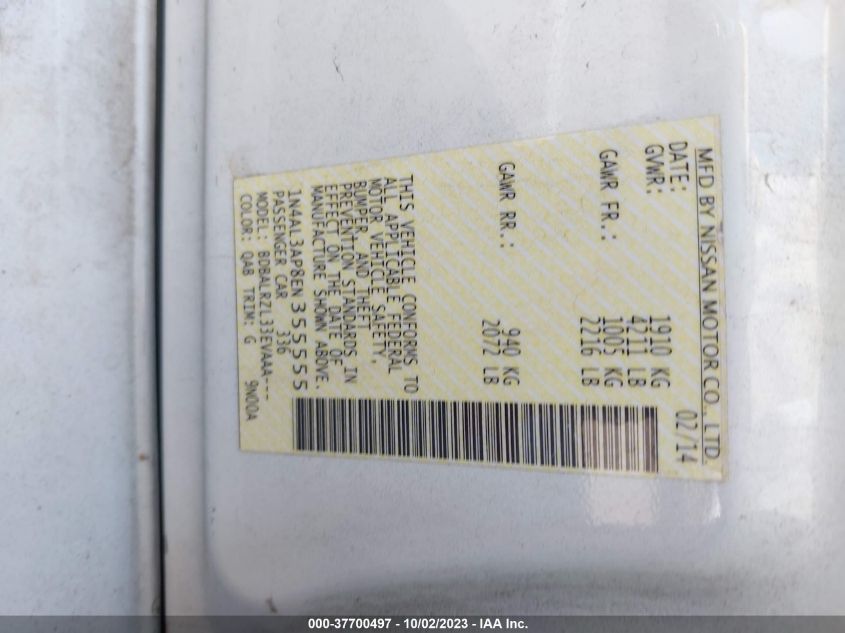 MFD BY NISSAN MOTOR CO., LTD.
DATE: 02/14
GVWR: 1910 KG
4211 LB
GAWR FR.: 1005 KG
2216 LB
GAWR RR.: 940 KG
2072 LB
THIS VEHICLE CONFORMS TO
ALL APPLICABLE FEDERAL
MOTOR VEHICLE SAFETY,
BUMPER, AND THEFT
PREVENTION STANDARDS IN
EFFECT ON THE DATE OF
MANUFACTURE SHOWN ABOVE.
1N4AL3AP8EN355555
PASSENGER CAR 336
MODEL: BDBALRZL33EVAAA---
COLOR: QAB TRIM: G 9N00A
000-37700497 - 10/02/2023 - IAA Inc.